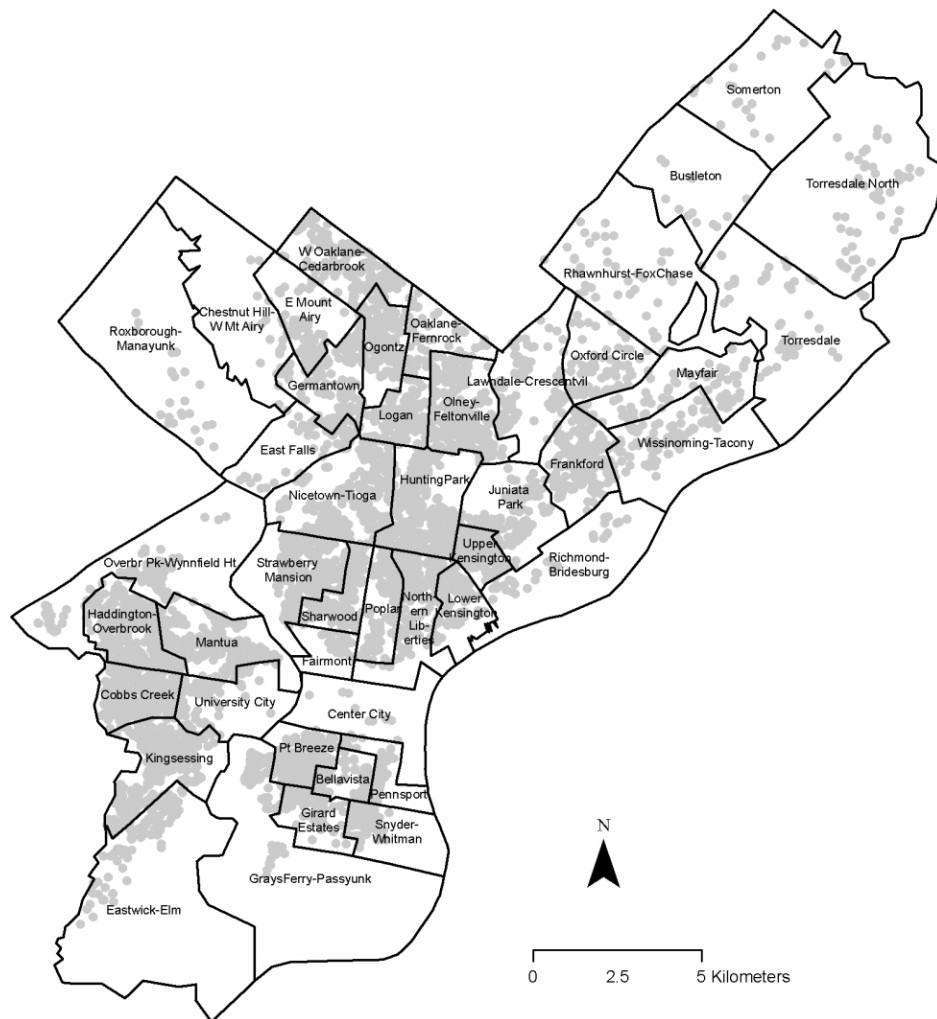 Somerton
Bustleton
Torresdale North
W Oaklane-
Cedarbrook
Rhawnhurst-FoxChase
E Mount
Airy
Chestnut Hill-
W Mt Airy
Roxborough-
Manayunk
Oaklane-
Fernrock
Ogontz
Torresdale
Oxford Circle
Mayfair
Lawndale-Crescentvil
Germantown
Olney-
Feltonville
Logan
Wissinoming-Tacony
East Falls
Frankford
HuntingPark
Nicetown-Tioga
Juniata
Park
Upper
Kensington
Richmond-
Bridesburg
Overbr Pk-Wynnfield Ht
Strawberry
Mansion
North-
ern
Lib-
erties
Lower
Kensington
Poplar
Sharwood
Haddington-
Overbrook
Mantua
Fairmont
Cobbs Creek
University City
Center City
Kingsessing
Pt Breeze
Bellavista
Pennsport
Girard
Estates
Snyder-
Whitman
GraysFerry-Passyunk
Eastwick-Elm
N
0 2.5 5 Kilometers